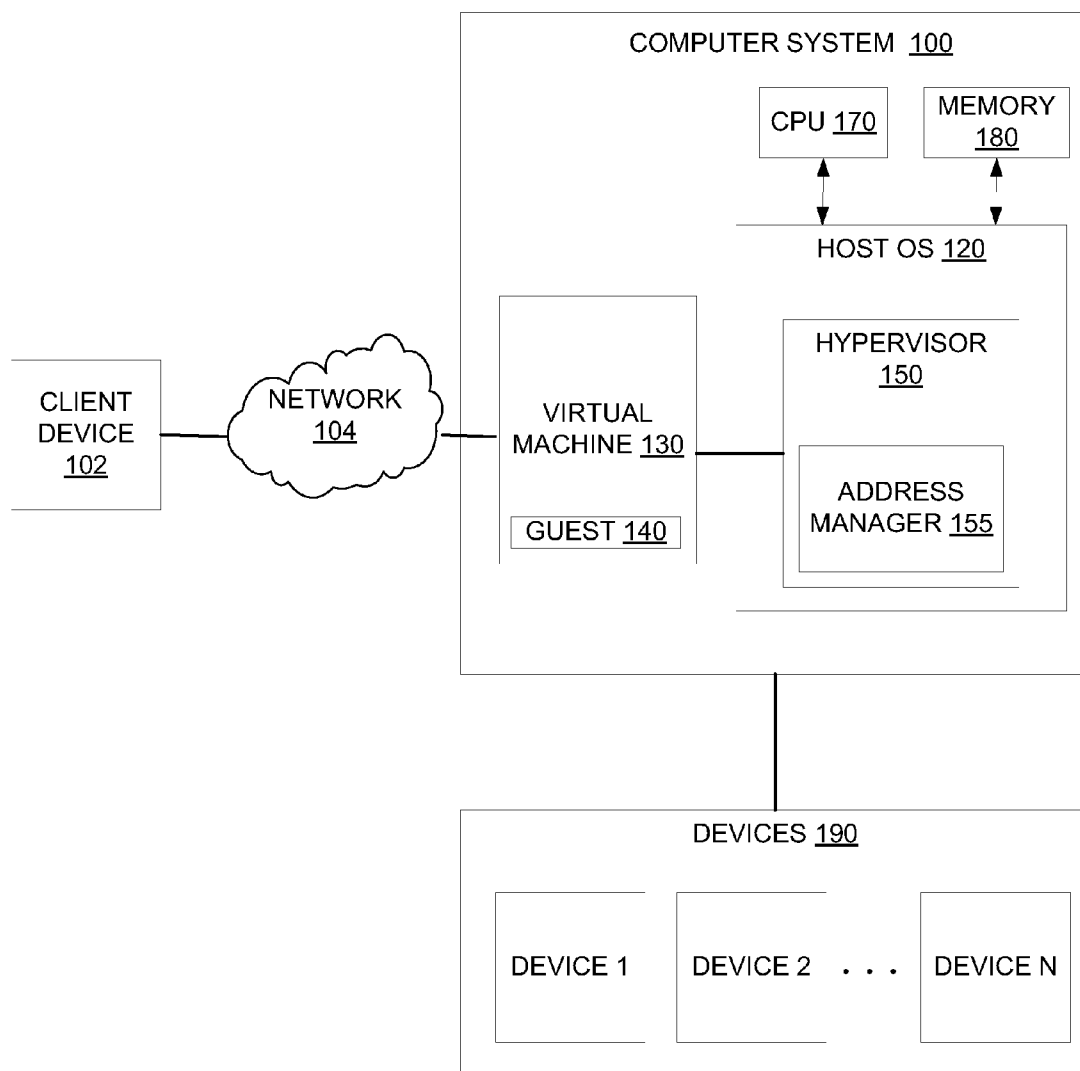 COMPUTER SYSTEM 100
CPU 170
MEMORY
180
HOST OS 120
HYPERVISOR
150
CLIENT
DEVICE
102
NETWORK
104
VIRTUAL
MACHINE 130
GUEST 140
ADDRESS
MANAGER 155
DEVICES 190
DEVICE 1
DEVICE 2
. . .
DEVICE N